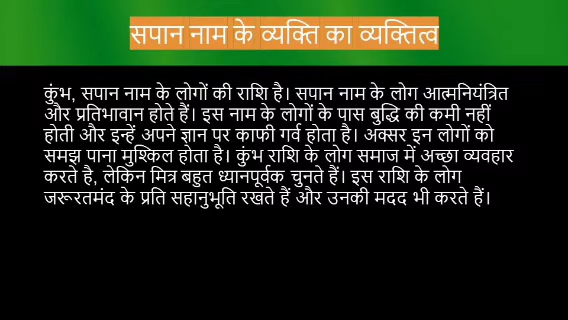 सपान नाम के व्यक्ति का व्यक्तित्व
कुंभ, सपान नाम के लोगों की राशि है। सपान नाम के लोग आत्मनियंत्रित
और प्रतिभावान होते हैं। इस नाम के लोगों के पास बुद्धि की कमी नहीं
होती और इन्हें अपने ज्ञान पर काफी गर्व होता है। अक्सर इन लोगों को
समझ पाना मुश्किल होता है। कुंभ राशि के लोग समाज में अच्छा व्यवहार
करते है, लेकिन मित्र बहुत ध्यानपूर्वक चुनते हैं। इस राशि के लोग
जरूरतमंद के प्रति सहानुभूति रखते हैं और उनकी मदद भी करते हैं।